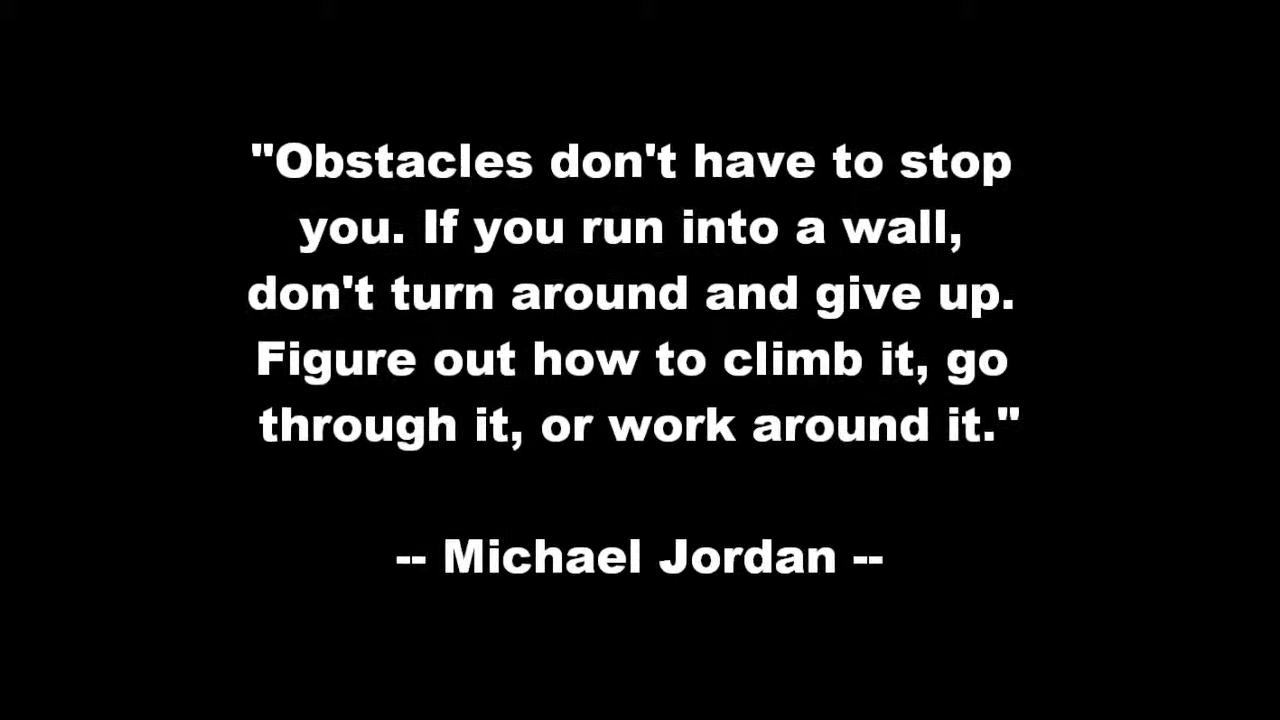 "Obstacles don't have to stop
you. If you run into a wall,
don't turn around and give up.
Figure out how to climb it, go
through it, or work around it."
-- Michael Jordan --